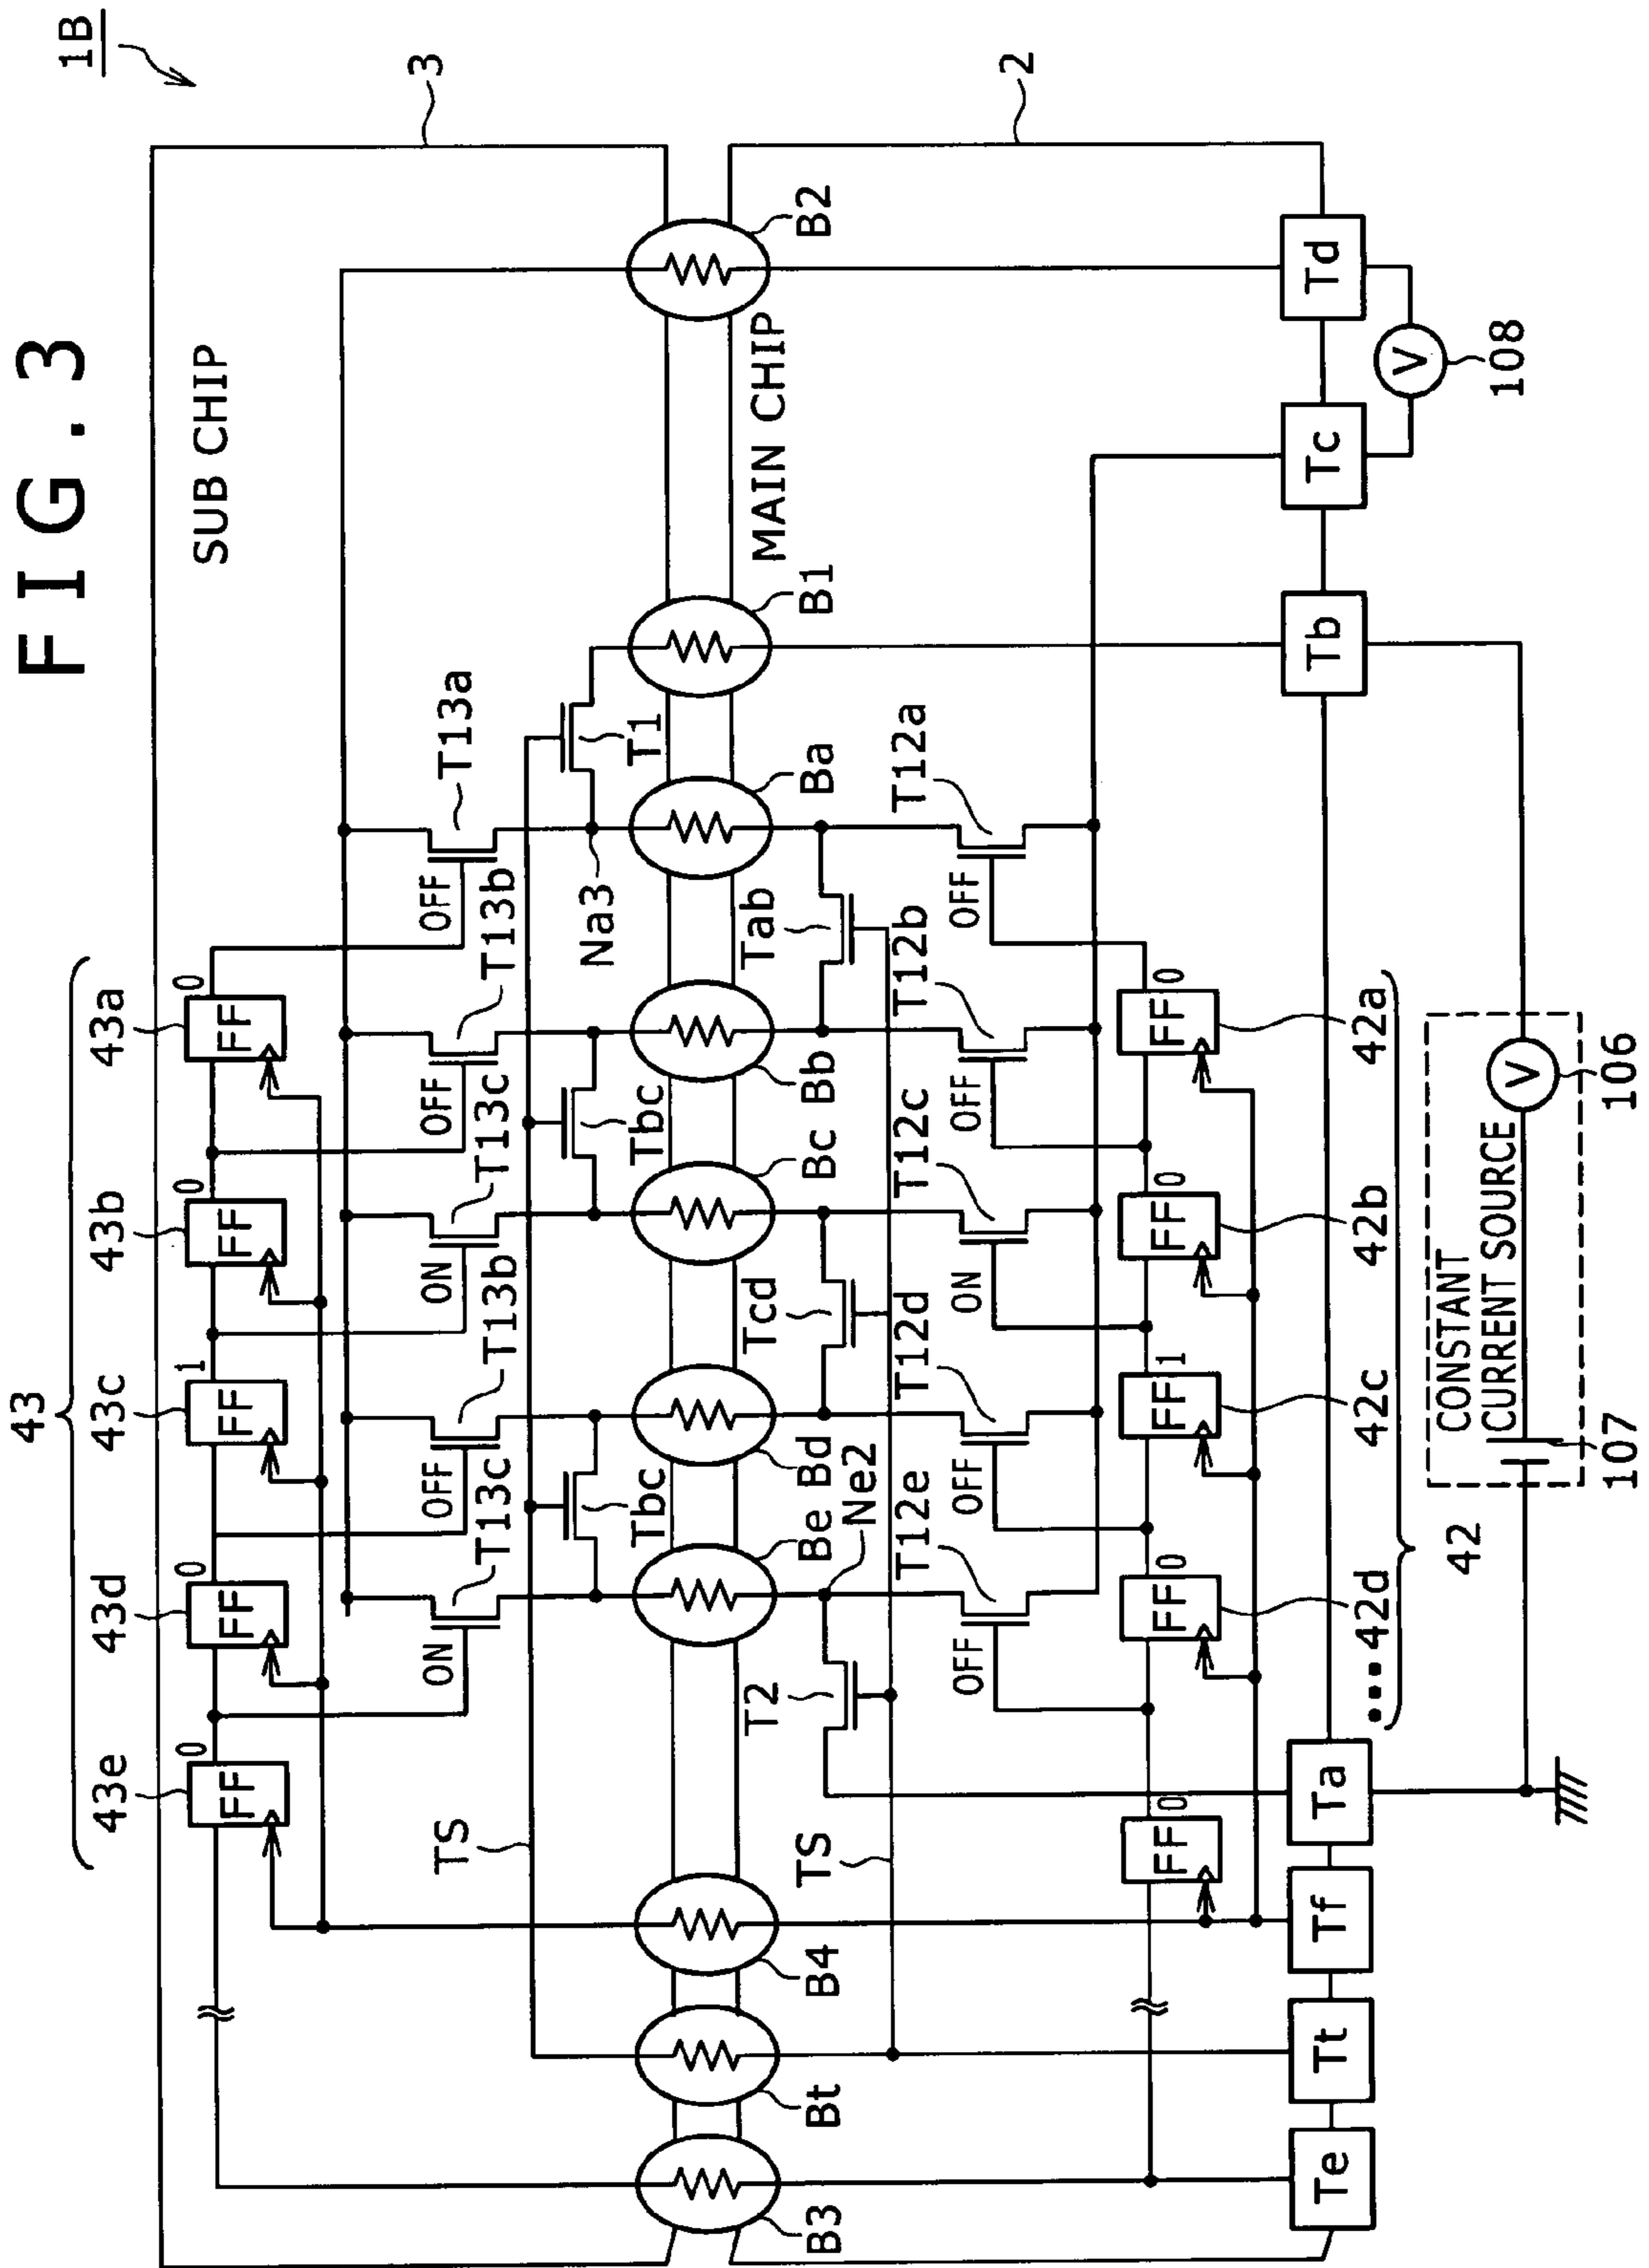 FIG. 3
1B
43
43e 43d 43c 43b 43a
0 0 1 0 0
FF FF FF FF FF
SUB CHIP
3
ON OFF ON OFF OFF
TS T13c T13b T13c T13b T13a
Tbc Tbc Na3 T1
MAIN CHIP
T2 Tcd Tab
B3 Bt B4 Be Bd Bc Bb Ba B1 B2
TS Ne2
T12e T12d T12c T12b T12a
OFF OFF ON OFF OFF
2
FF FF FF FF FF
0 0 1 0 0
Te Tt Tf Ta Tb Tc Td
...42d 42c 42b 42a
V
108
42
CONSTANT
CURRENT SOURCE
V
107 106